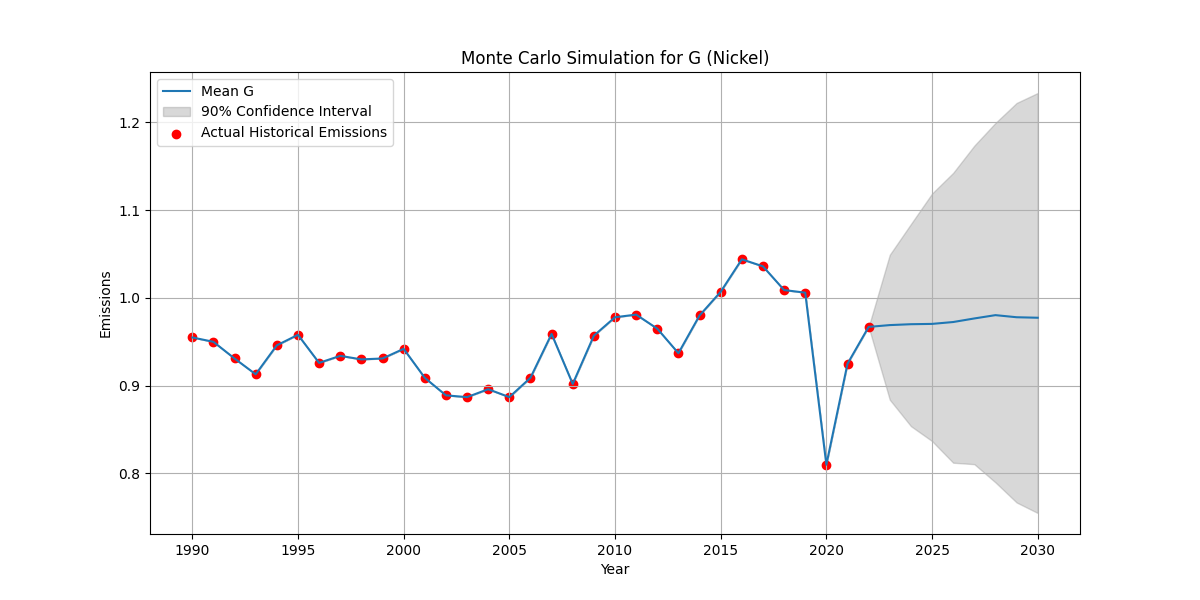 Monte Carlo Simulation for G (Nickel)
Mean G
90% Confidence Interval
Actual Historical Emissions
1.2
1.1
1.0
0.9
0.8
Emissions
1990 1995 2000 2005 2010 2015 2020 2025 2030
Year